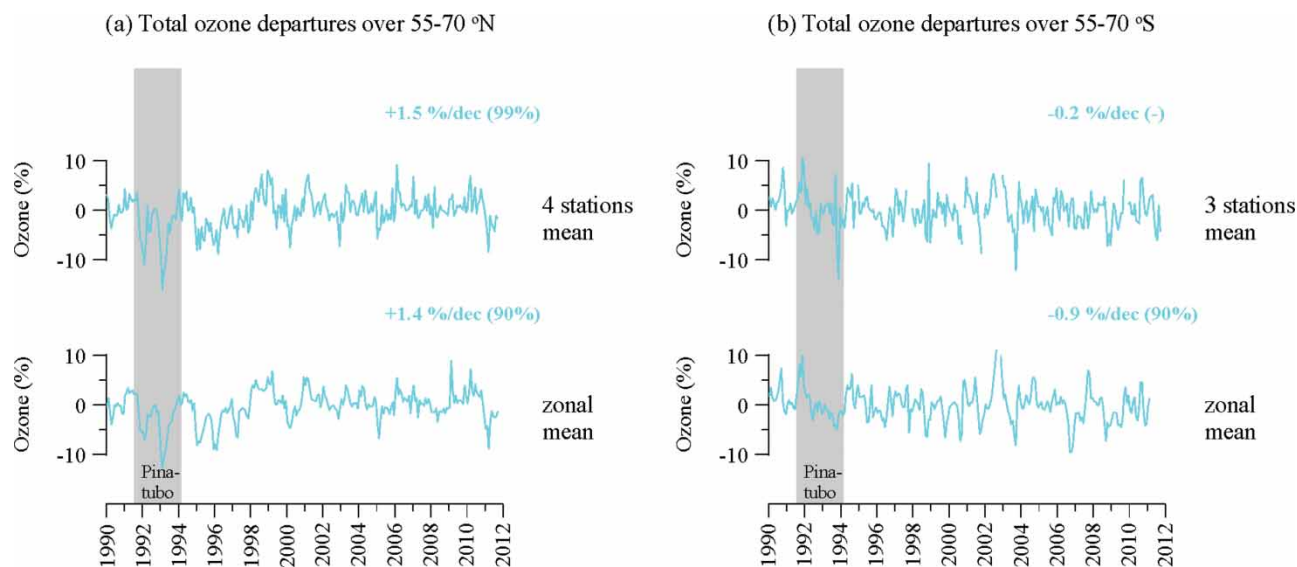 (a) Total ozone departures over 55-70 °N
+1.5 %/dec (99%)
10
0
-10
Ozone (%)
4 stations
mean
+1.4 %/dec (90%)
10
0
-10
Ozone (%)
zonal
mean
Pina-
tubo
1990
1992
1994
1996
1998
2000
2002
2004
2006
2008
2010
2012
(b) Total ozone departures over 55-70 °S
-0.2 %/dec (-)
10
0
-10
Ozone (%)
3 stations
mean
-0.9 %/dec (90%)
10
0
-10
Ozone (%)
zonal
mean
Pina-
tubo
1990
1992
1994
1996
1998
2000
2002
2004
2006
2008
2010
2012